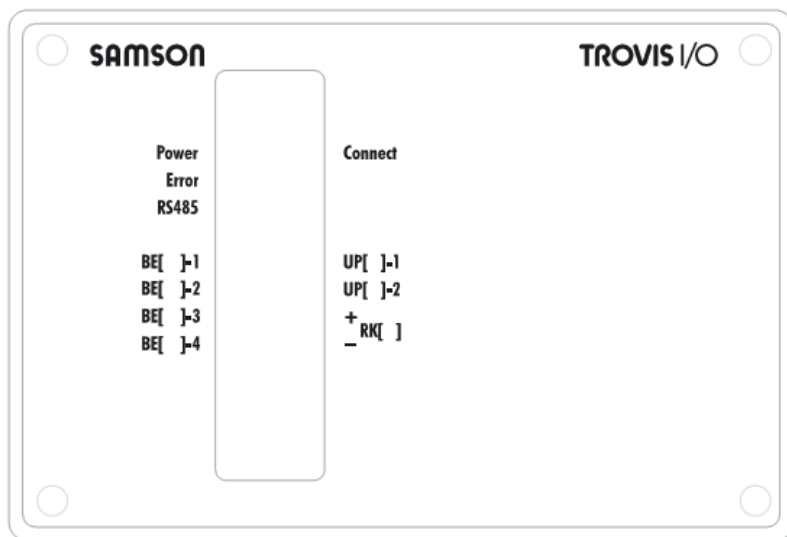 SAMSON
TROVIS I/O
Power
Error
RS485
BE[ ]-1
BE[ ]-2
BE[ ]-3
BE[ ]-4
Connect
UP[ ]-1
UP[ ]-2
+
RK[ ]
−